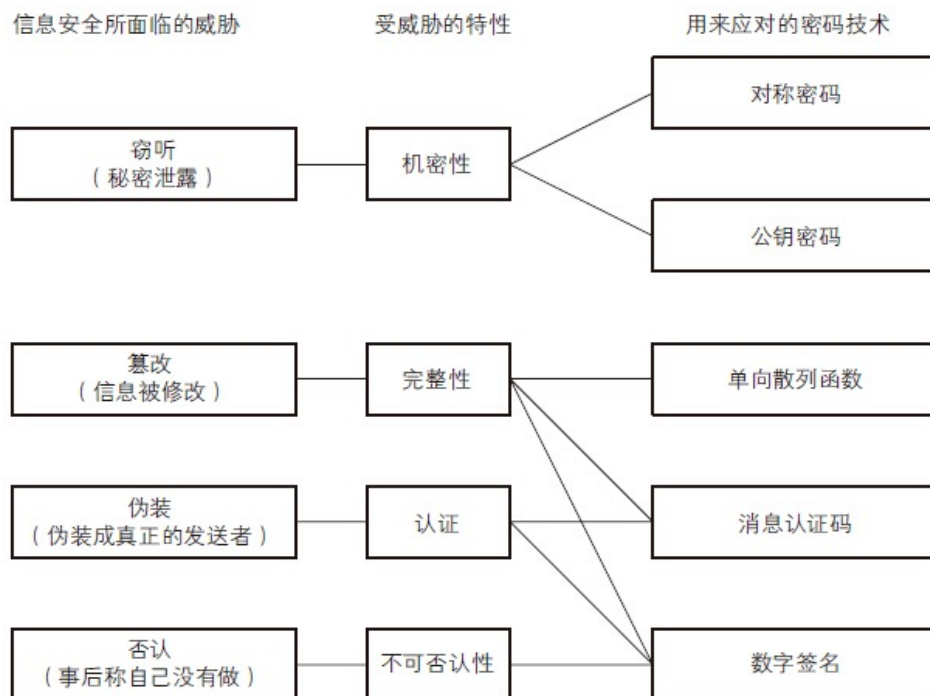 信息安全所面临的威胁
受威胁的特性
用来应对的密码技术
对称密码
窃听
（秘密泄露）
机密性
公钥密码
篡改
（信息被修改）
完整性
单向散列函数
伪装
（伪装成真正的发送者）
认证
消息认证码
否认
（事后称自己没有做）
不可否认性
数字签名